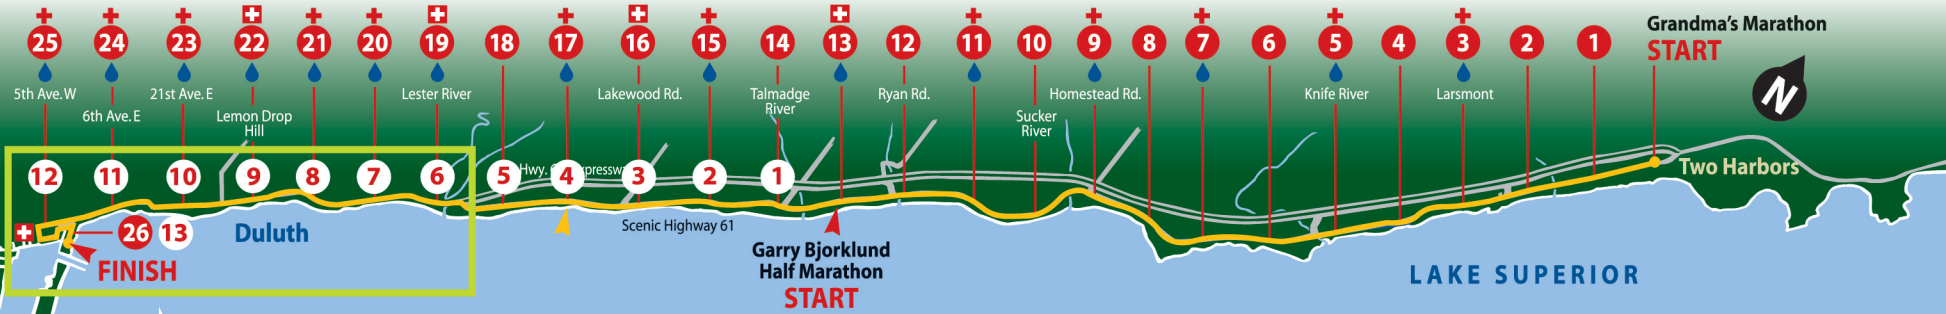 25 24 23 22 21 20 19 18 17 16 15 14 13 12 11 10 9 8 7 6 5 4 3 2 1
Grandma's Marathon
START
N
5th Ave. W
6th Ave. E
21st Ave. E
Lemon Drop
Hill
Lester River
Lakewood Rd.
Talmadge
River
Ryan Rd.
Sucker
River
Homestead Rd.
Knife River
Larsmont
12 11 10 9 8 7 6 5 4 3 2 1
Hwy.
Two Harbors
Scenic Highway 61
26 13
Duluth
FINISH
Garry Bjorklund
Half Marathon
START
LAKE SUPERIOR